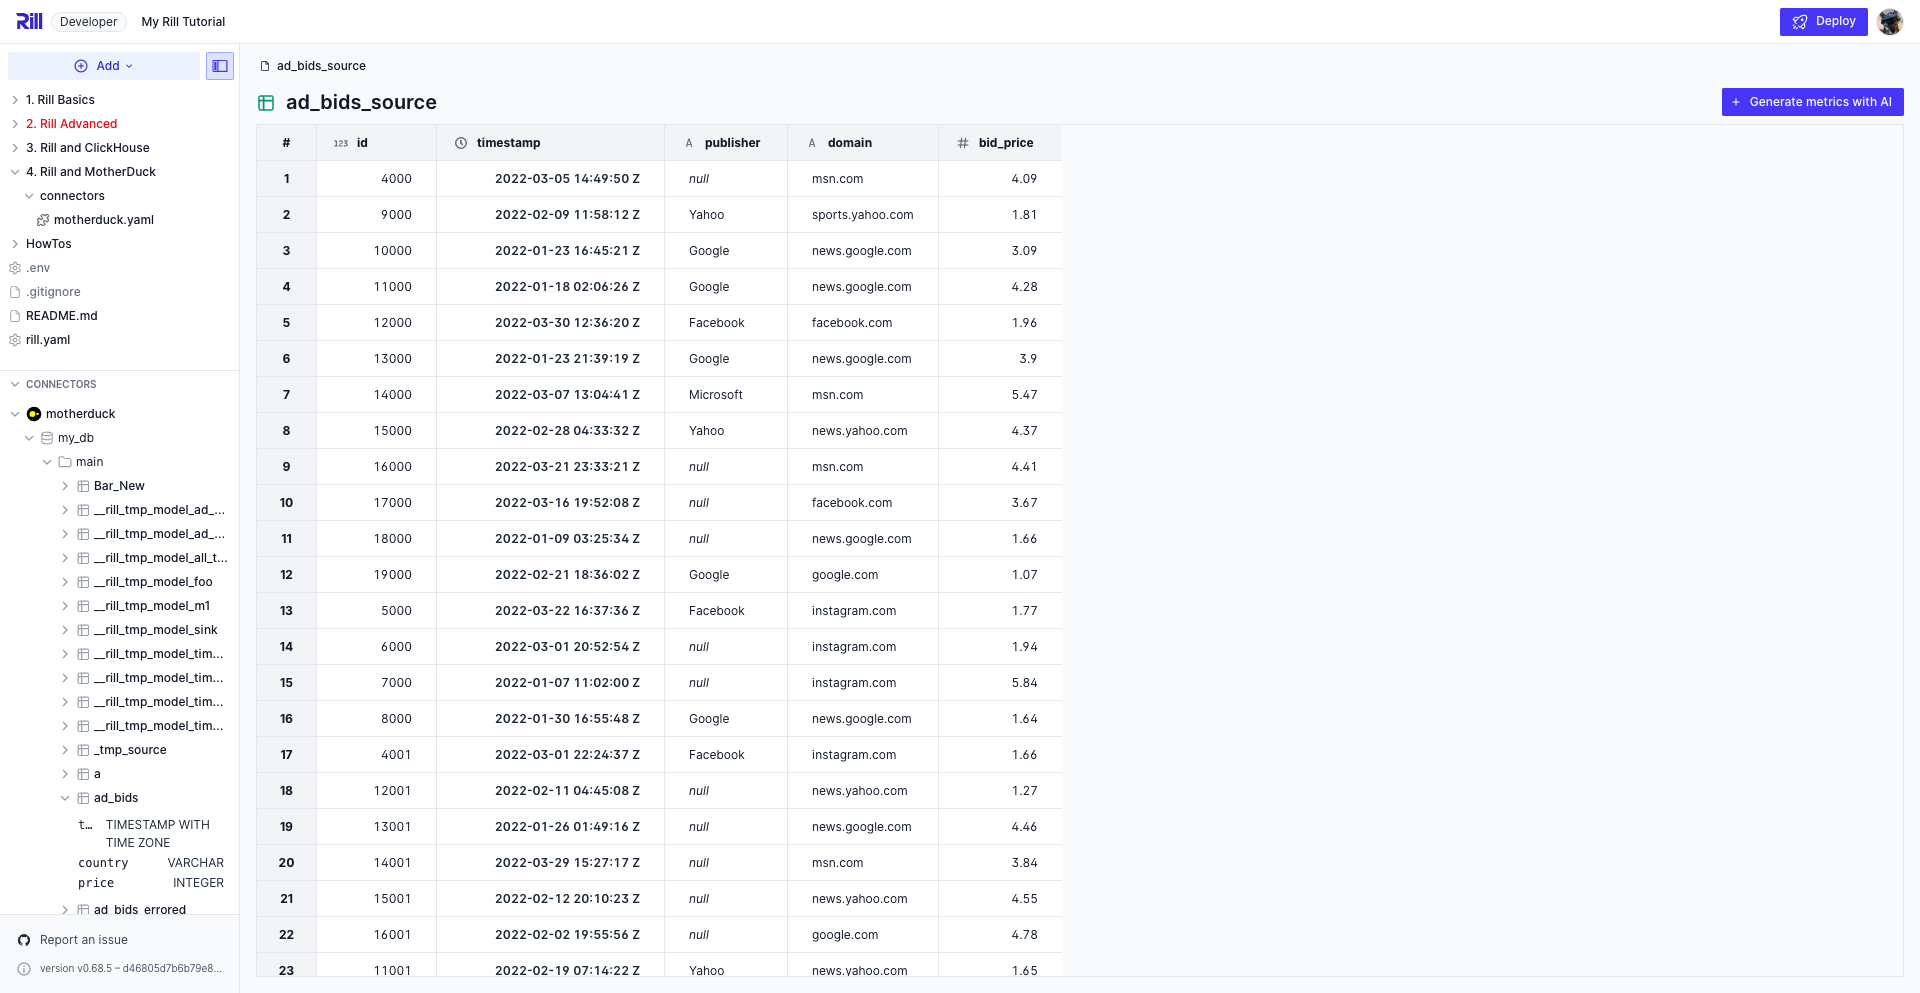 Rill Developer My Rill Tutorial Deploy
Add
1. Rill Basics
2. Rill Advanced
3. Rill and ClickHouse
4. Rill and MotherDuck
connectors
motherduck.yaml
HowTos
.env
.gitignore
README.md
rill.yaml
CONNECTORS
motherduck
my_db
main
Bar_New
__rill_tmp_model_ad_...
__rill_tmp_model_ad_...
__rill_tmp_model_all_t...
__rill_tmp_model_foo
__rill_tmp_model_m1
__rill_tmp_model_sink
__rill_tmp_model_tim...
__rill_tmp_model_tim...
__rill_tmp_model_tim...
__rill_tmp_model_tim...
_tmp_source
a
ad_bids
t... TIMESTAMP WITH
TIME ZONE
country VARCHAR
price INTEGER
ad_bids_errored
Report an issue
version v0.68.5 – d46805d7b6b79e8...
ad_bids_source
ad_bids_source
+ Generate metrics with AI
# 123 id timestamp A publisher A domain # bid_price
1 4000 2022-03-05 14:49:50 Z null msn.com 4.09
2 9000 2022-02-09 11:58:12 Z Yahoo sports.yahoo.com 1.81
3 10000 2022-01-23 16:45:21 Z Google news.google.com 3.09
4 11000 2022-01-18 02:06:26 Z Google news.google.com 4.28
5 12000 2022-03-30 12:36:20 Z Facebook facebook.com 1.96
6 13000 2022-01-23 21:39:19 Z Google news.google.com 3.9
7 14000 2022-03-07 13:04:41 Z Microsoft msn.com 5.47
8 15000 2022-02-28 04:33:32 Z Yahoo news.yahoo.com 4.37
9 16000 2022-03-21 23:33:21 Z null msn.com 4.41
10 17000 2022-03-16 19:52:08 Z null facebook.com 3.67
11 18000 2022-01-09 03:25:34 Z null news.google.com 1.66
12 19000 2022-02-21 18:36:02 Z Google google.com 1.07
13 5000 2022-03-22 16:37:36 Z Facebook instagram.com 1.77
14 6000 2022-03-01 20:52:54 Z null instagram.com 1.94
15 7000 2022-01-07 11:02:00 Z null instagram.com 5.84
16 8000 2022-01-30 16:55:48 Z Google news.google.com 1.64
17 4001 2022-03-01 22:24:37 Z Facebook instagram.com 1.66
18 12001 2022-02-11 04:45:08 Z null news.yahoo.com 1.27
19 13001 2022-01-26 01:49:16 Z null news.google.com 4.46
20 14001 2022-03-29 15:27:17 Z null msn.com 3.84
21 15001 2022-02-12 20:10:23 Z null news.yahoo.com 4.55
22 16001 2022-02-02 19:55:56 Z null google.com 4.78
23 11001 2022-02-19 07:14:22 Z Yahoo news.yahoo.com 1.65